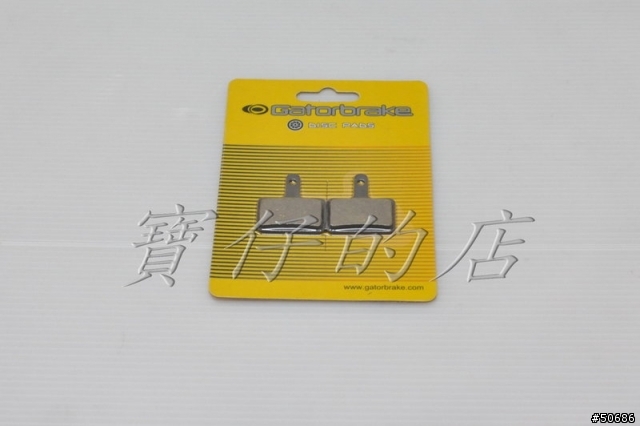 Gatorbrake
DISC PADS
寶仔的店
www.gatorbrake.com
#50686